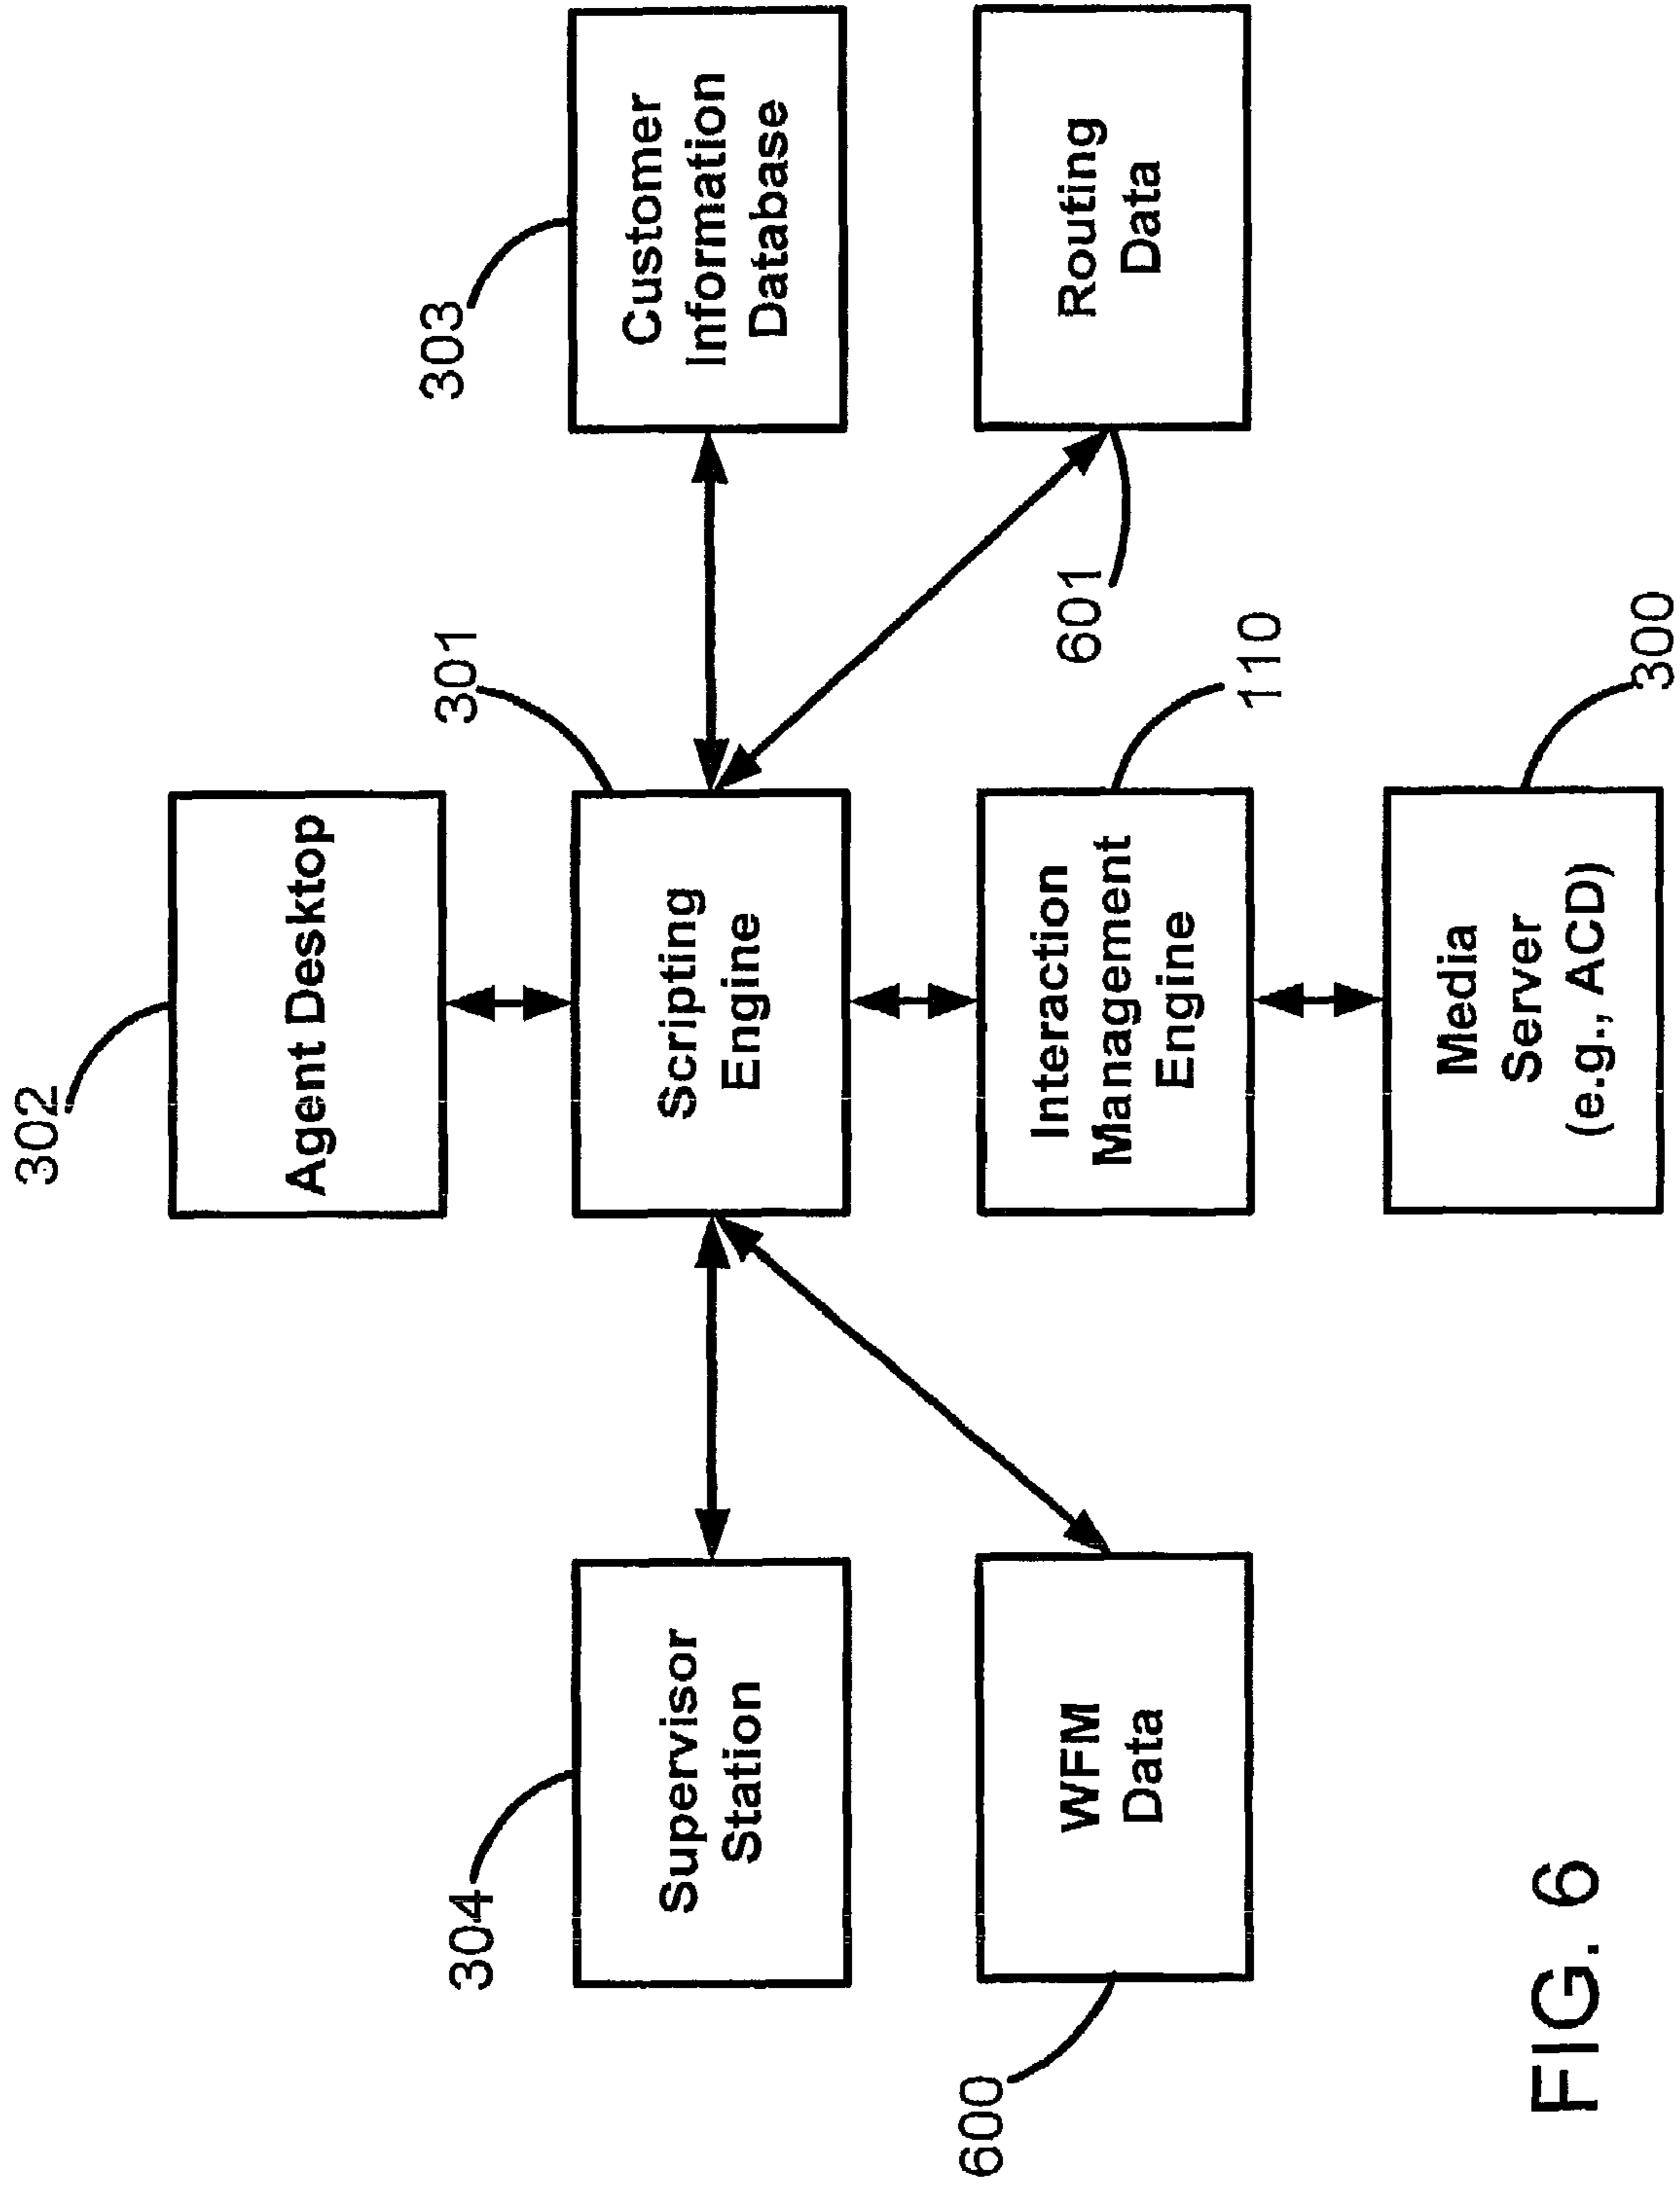 302
Agent Desktop
304
Supervisor
Station
301
Scripting
Engine
303
Customer
Information
Database
600
WFM
Data
110
Interaction
Management
Engine
601
Routing
Data
300
Media
Server
(e.g., ACD)
FIG. 6